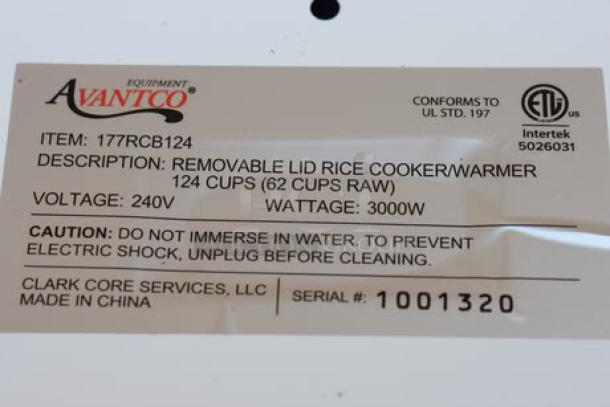 EQUIPMENT
AVANTCO®
CONFORMS TO
UL STD. 197
ETL US
Intertek
5026031
ITEM: 177RCB124
DESCRIPTION: REMOVABLE LID RICE COOKER/WARMER
124 CUPS (62 CUPS RAW)
VOLTAGE: 240V WATTAGE: 3000W
CAUTION: DO NOT IMMERSE IN WATER, TO PREVENT
ELECTRIC SHOCK, UNPLUG BEFORE CLEANING.
CLARK CORE SERVICES, LLC
MADE IN CHINA
SERIAL #: 1001320